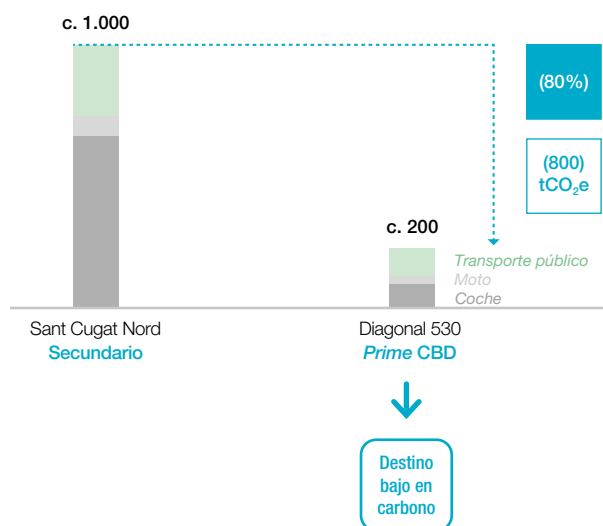 c. 1.000
(80%)
(800)
tCO₂e
c. 200
Transporte público
Moto
Coche
Sant Cugat Nord
Secundario
Diagonal 530
Prime CBD
Destino
bajo en
carbono